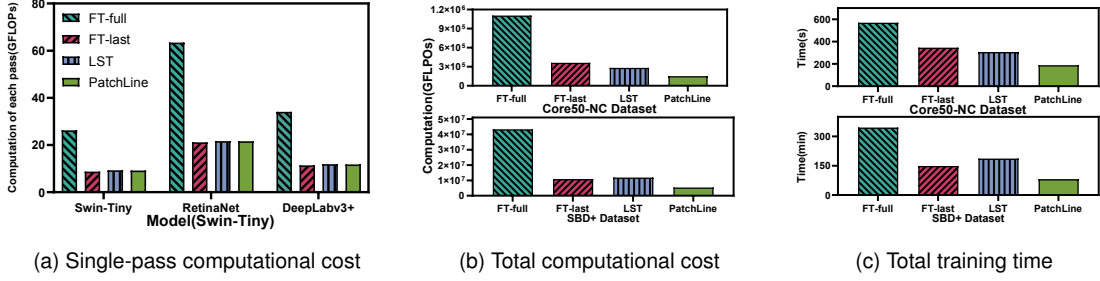 Computation of each pass(GFLOPs)
80
60
40
20
0
FT-full
FT-last
LST
PatchLine
Swin-Tiny RetinaNet DeepLabv3+
Model(Swin-Tiny)
(a) Single-pass computational cost
Computation(GFLPOs)
1.2×10⁶
9×10⁵
6×10⁵
3×10⁵
0
FT-full FT-last LST PatchLine
Core50-NC Dataset
5×10⁷
4×10⁷
3×10⁷
2×10⁷
1×10⁷
0
FT-full FT-last LST PatchLine
SBD+ Dataset
(b) Total computational cost
Time(s)
600
400
200
0
FT-full FT-last LST PatchLine
Core50-NC Dataset
Time(min)
300
150
0
FT-full FT-last LST PatchLine
SBD+ Dataset
(c) Total training time